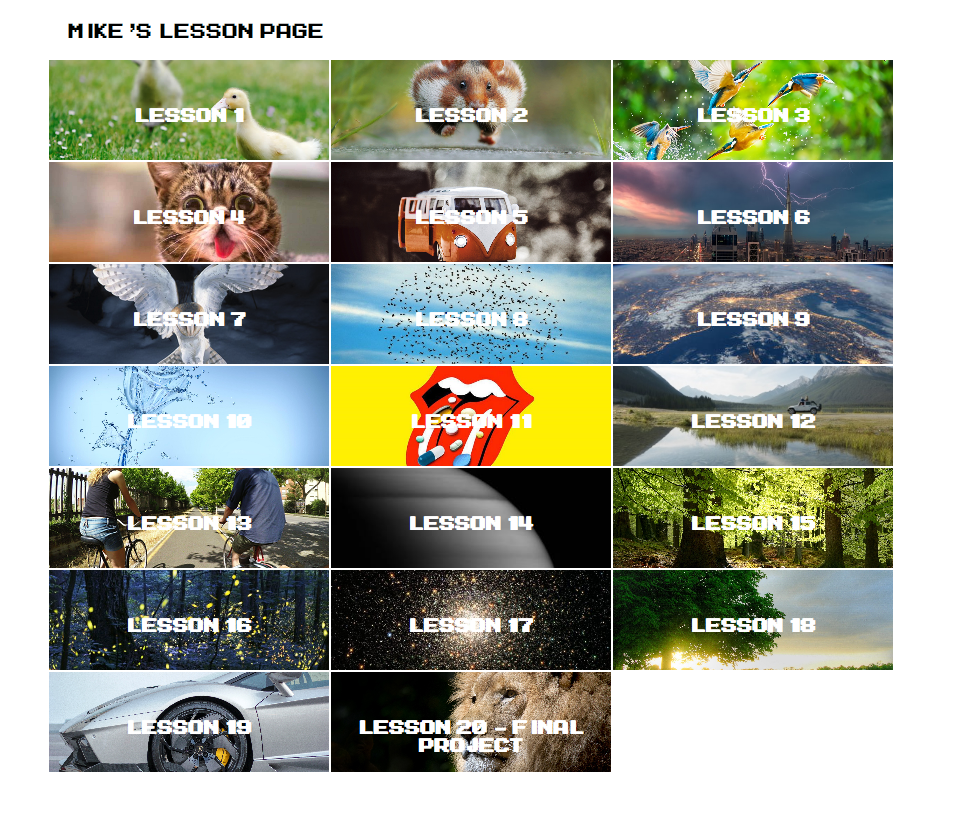 MIKE'S LESSON PAGE
LESSON 1
LESSON 2
LESSON 3
LESSON 4
LESSON 5
LESSON 6
LESSON 7
LESSON 8
LESSON 9
LESSON 10
LESSON 11
LESSON 12
LESSON 13
LESSON 14
LESSON 15
LESSON 16
LESSON 17
LESSON 18
LESSON 19
LESSON 20 - FINAL
PROJECT